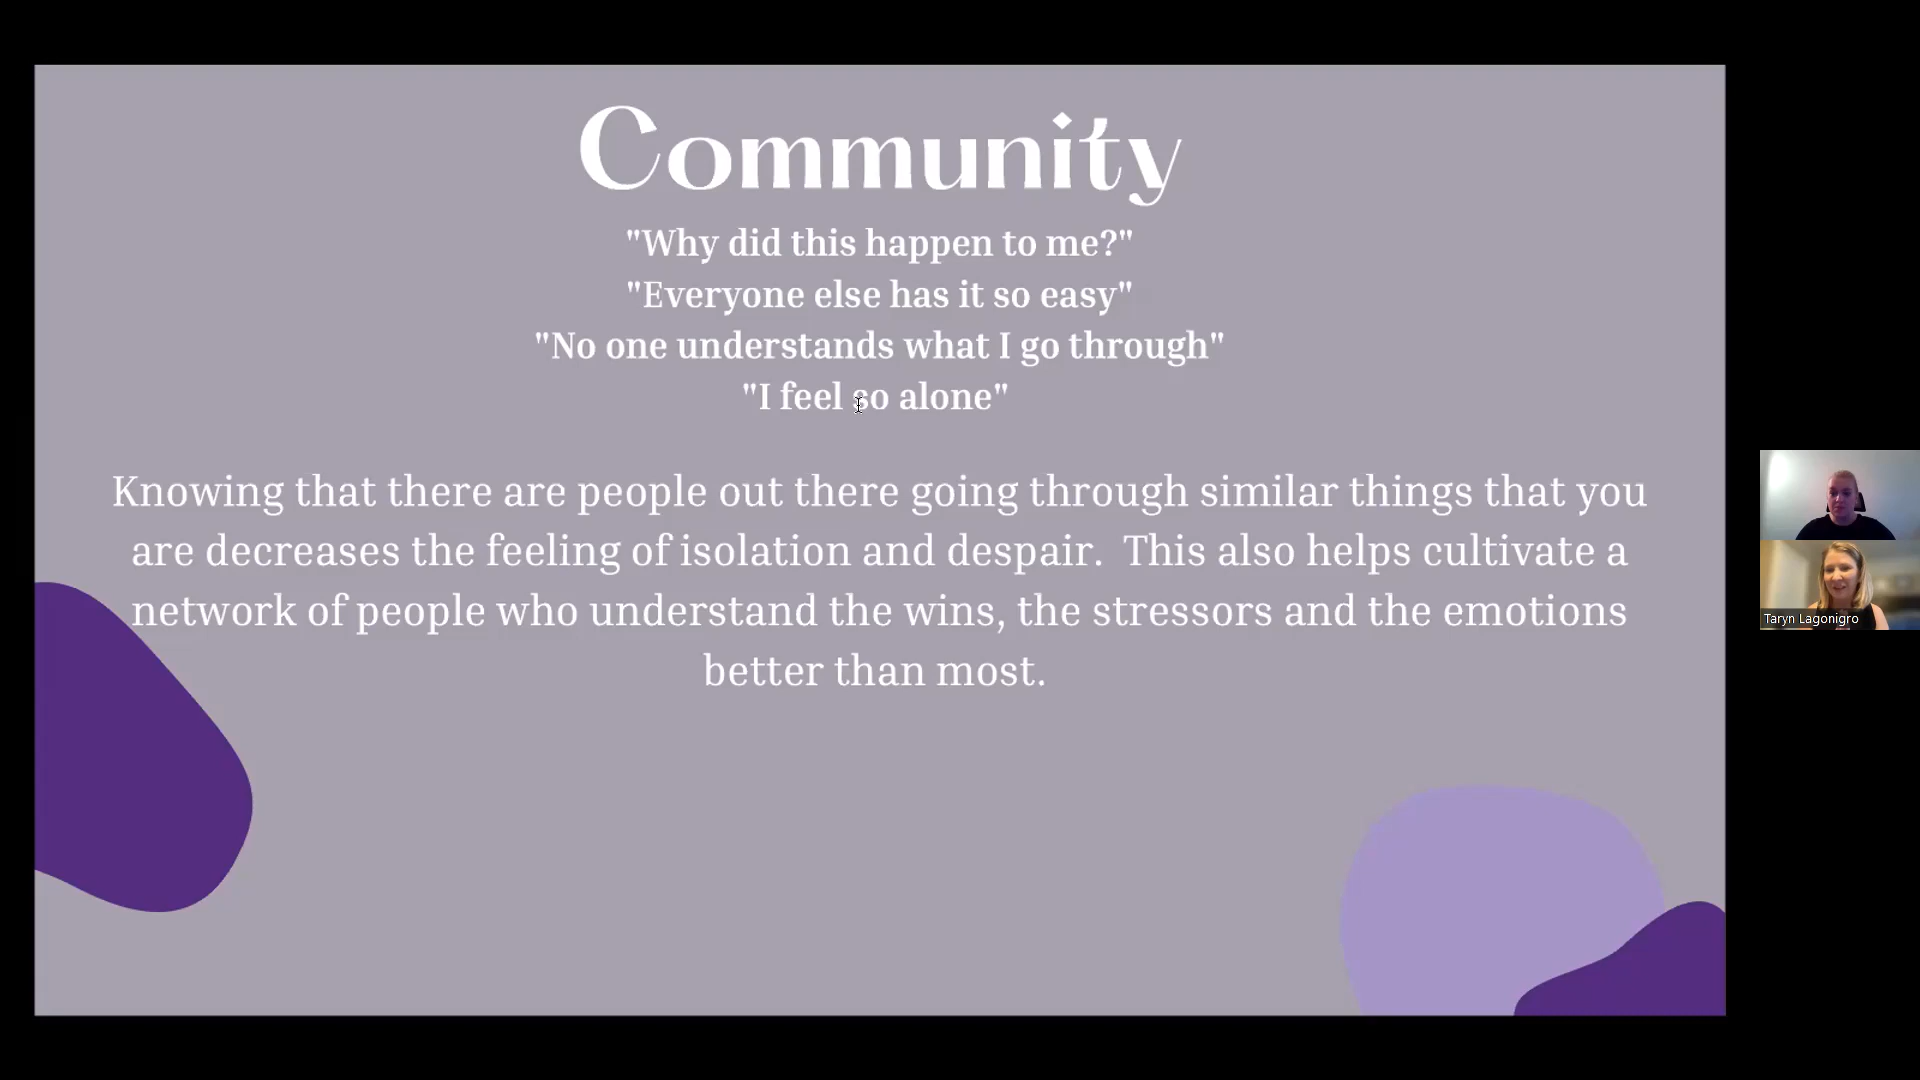 Community
"Why did this happen to me?"
"Everyone else has it so easy"
"No one understands what I go through"
"I feel so alone"
Knowing that there are people out there going through similar things that you
are decreases the feeling of isolation and despair.  This also helps cultivate a
network of people who understand the wins, the stressors and the emotions
better than most.
Taryn Lagonigro